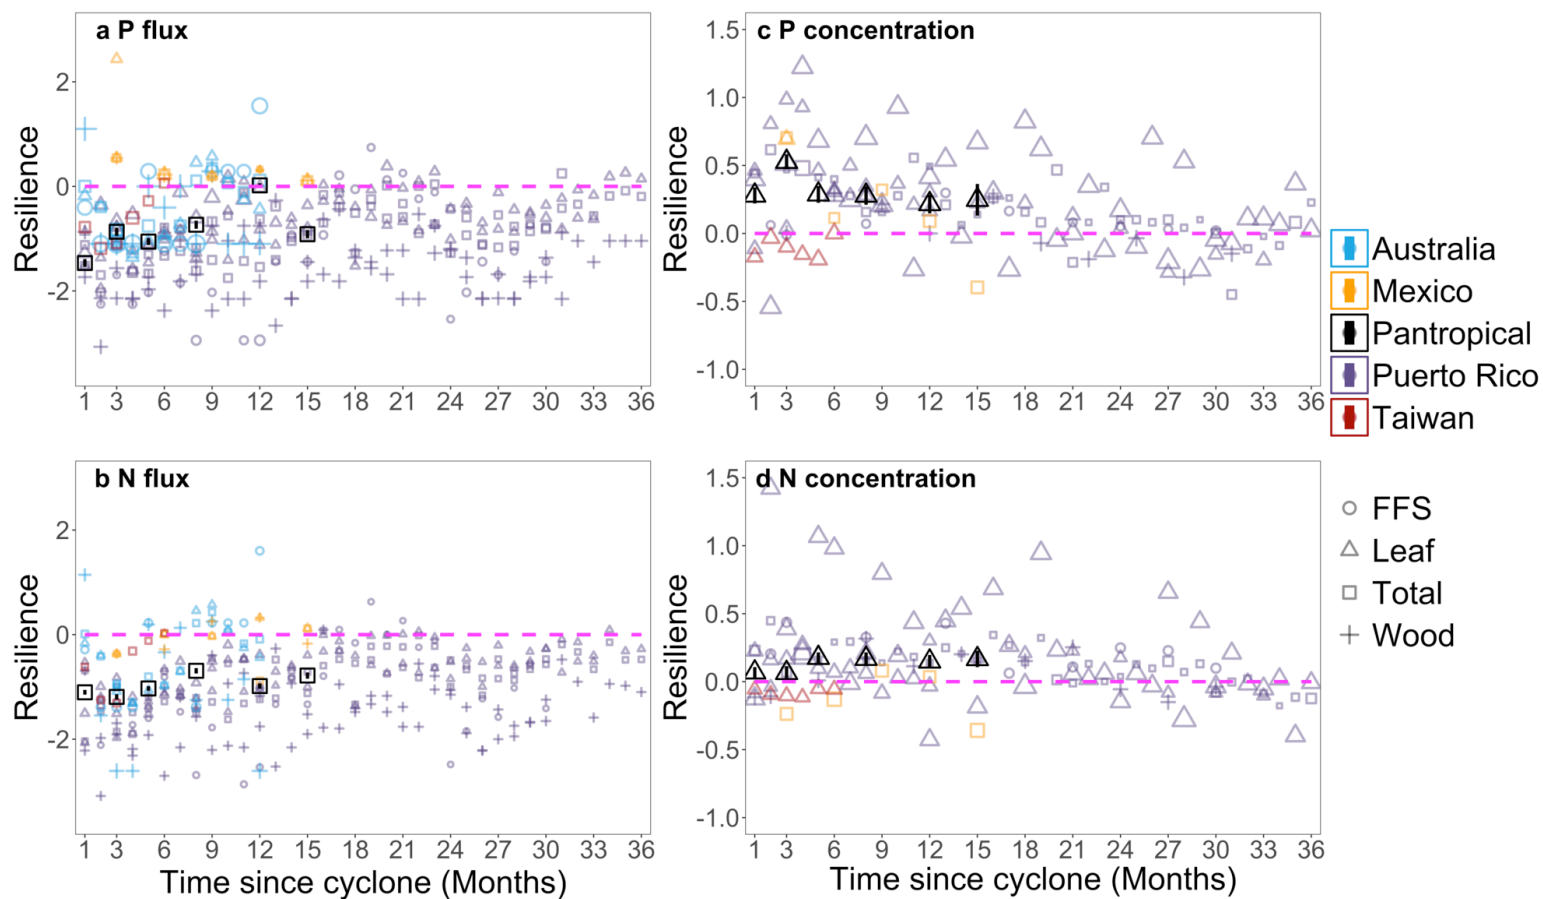 a P flux
Resilience
2
0
-2
1 3 6 9 12 15 18 21 24 27 30 33 36
c P concentration
Resilience
1.5
1.0
0.5
0.0
-0.5
-1.0
1 3 6 9 12 15 18 21 24 27 30 33 36
b N flux
Resilience
2
0
-2
1 3 6 9 12 15 18 21 24 27 30 33 36
Time since cyclone (Months)
d N concentration
Resilience
1.5
1.0
0.5
0.0
-0.5
-1.0
1 3 6 9 12 15 18 21 24 27 30 33 36
Time since cyclone (Months)
Australia
Mexico
Pantropical
Puerto Rico
Taiwan
FFS
Leaf
Total
Wood